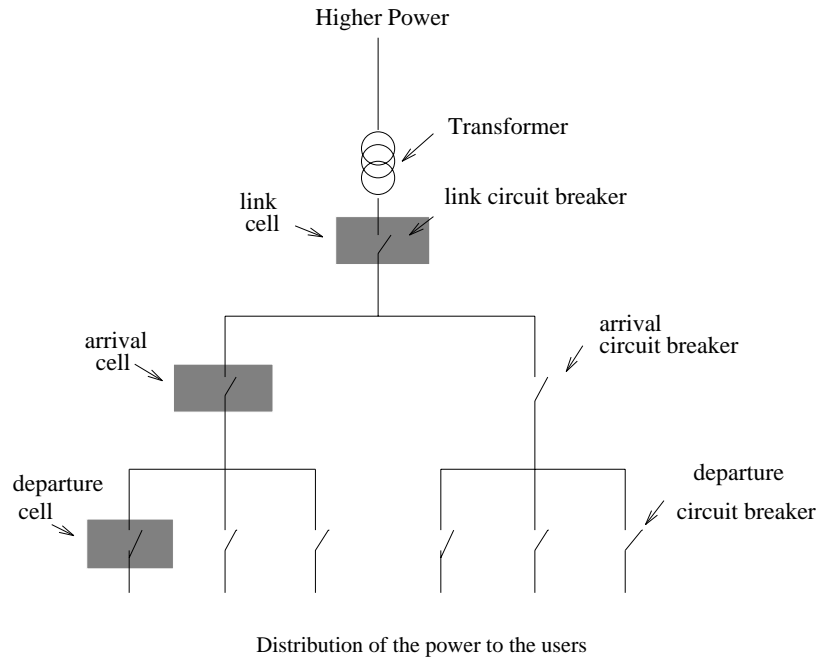 Higher Power
Transformer
link
cell
link circuit breaker
arrival
cell
arrival
circuit breaker
departure
cell
departure
circuit breaker
Distribution of the power to the users